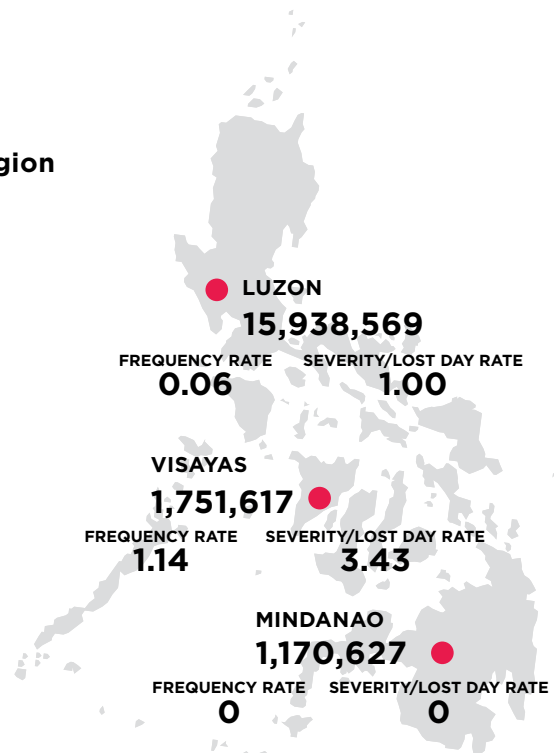 gion
LUZON
15,938,569
FREQUENCY RATE SEVERITY/LOST DAY RATE
0.06 1.00
VISAYAS
1,751,617
FREQUENCY RATE SEVERITY/LOST DAY RATE
1.14 3.43
MINDANAO
1,170,627
FREQUENCY RATE SEVERITY/LOST DAY RATE
0 0